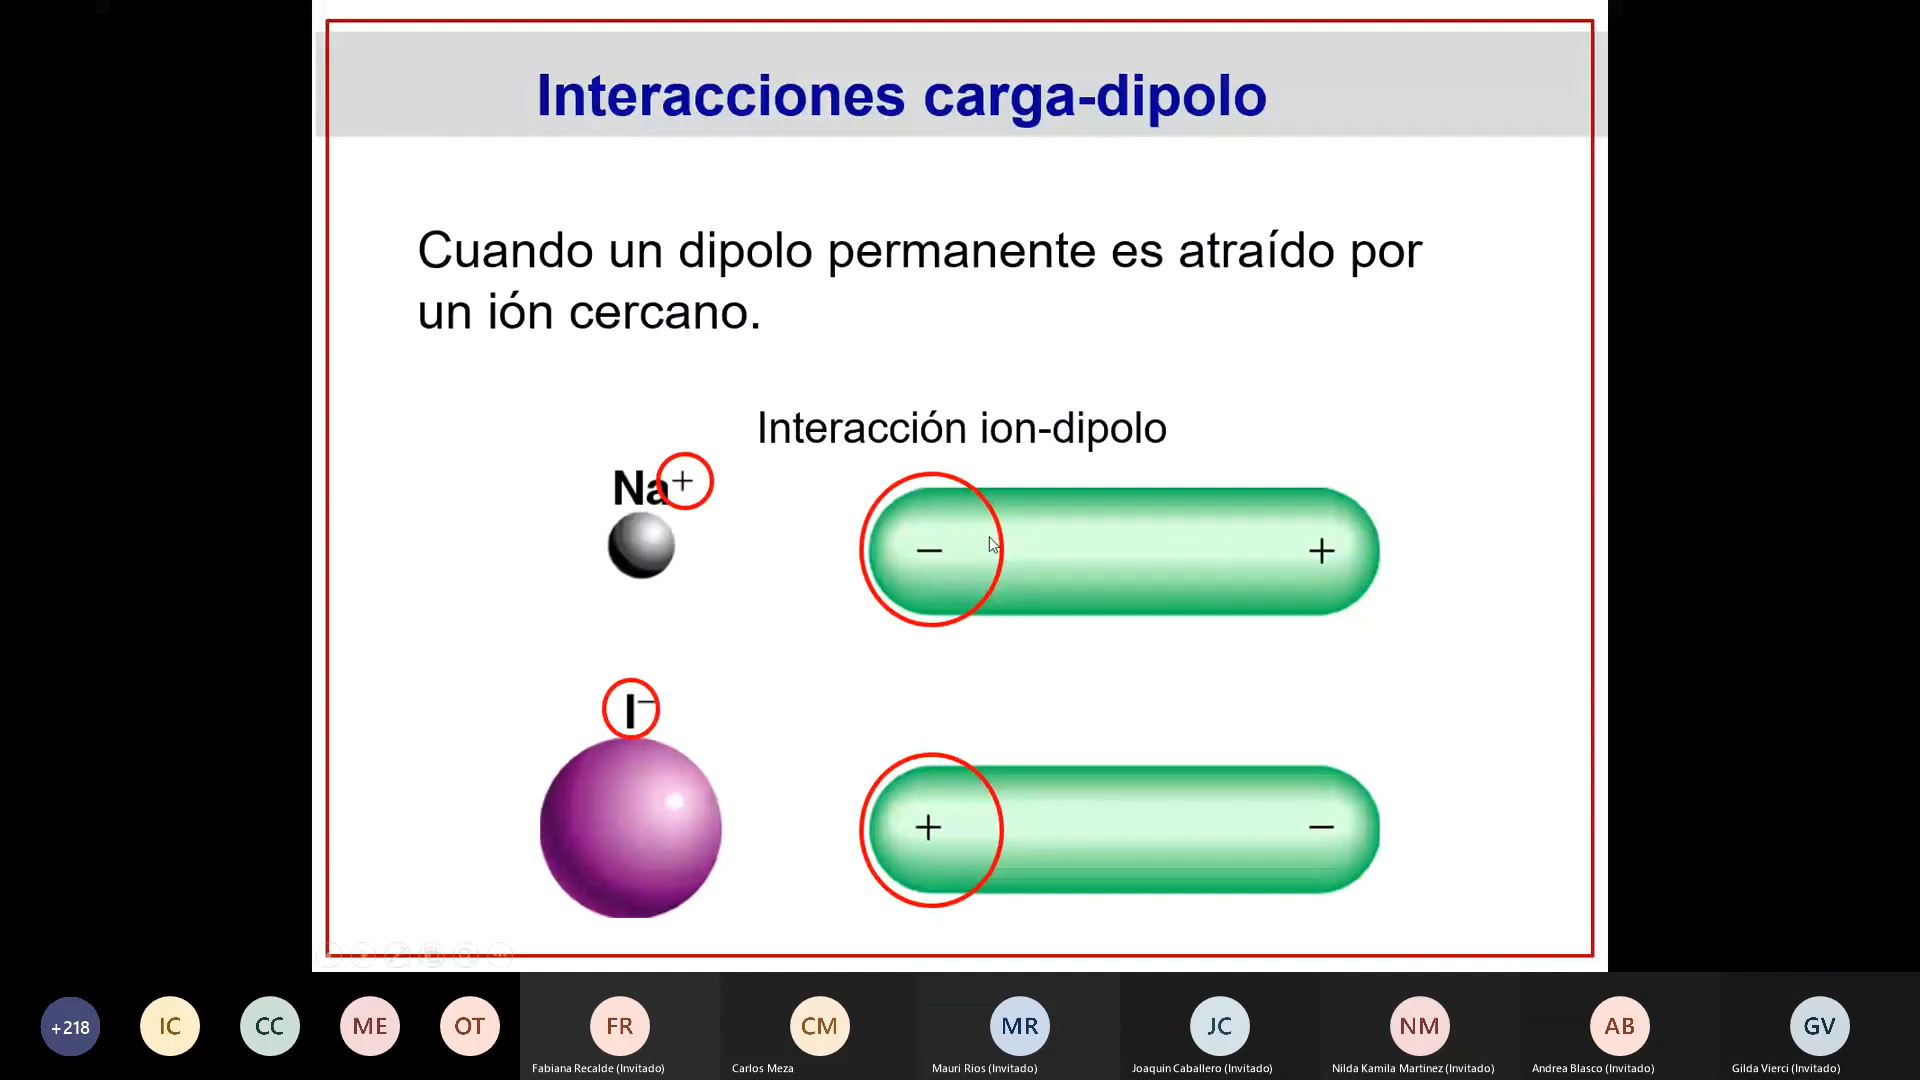 Interacciones carga-dipolo
Cuando un dipolo permanente es atraído por
un ión cercano.
Interacción ion-dipolo
Na+
− +
I−
+ −
+218 IC CC ME OT FR CM MR JC NM AB GV
Fabiana Recalde (Invitado) Carlos Meza Mauri Rios (Invitado) Joaquin Caballero (Invitado) Nilda Kamila Martinez (Invitado) Andrea Blasco (Invitado) Gilda Vierci (Invitado)